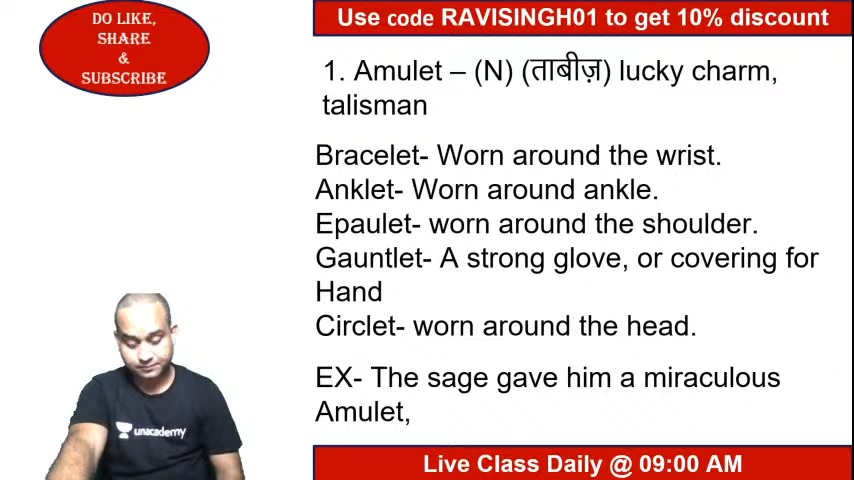 DO LIKE,
SHARE
&
SUBSCRIBE
Use code RAVISINGH01 to get 10% discount
1. Amulet – (N) (ताबीज़) lucky charm,
talisman
Bracelet- Worn around the wrist.
Anklet- Worn around ankle.
Epaulet- worn around the shoulder.
Gauntlet- A strong glove, or covering for
Hand
Circlet- worn around the head.
EX- The sage gave him a miraculous
Amulet,
unacademy
Live Class Daily @ 09:00 AM